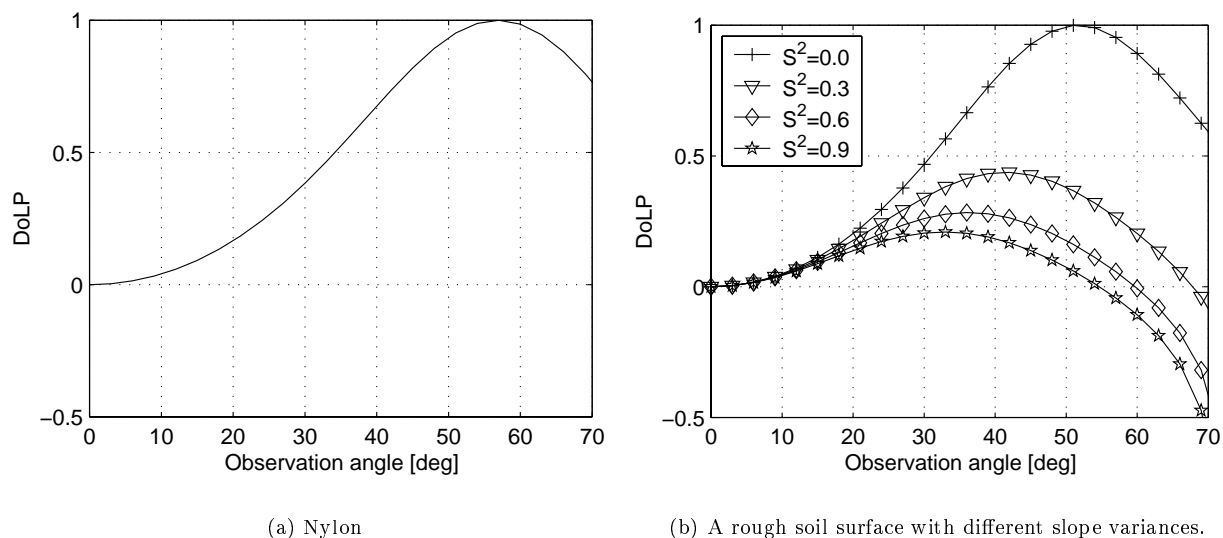 1
0.5
0
−0.5
DoLP
0 10 20 30 40 50 60 70
Observation angle [deg]
(a) Nylon
S²=0.0
S²=0.3
S²=0.6
S²=0.9
1
0.5
0
−0.5
DoLP
0 10 20 30 40 50 60 70
Observation angle [deg]
(b) A rough soil surface with different slope variances.